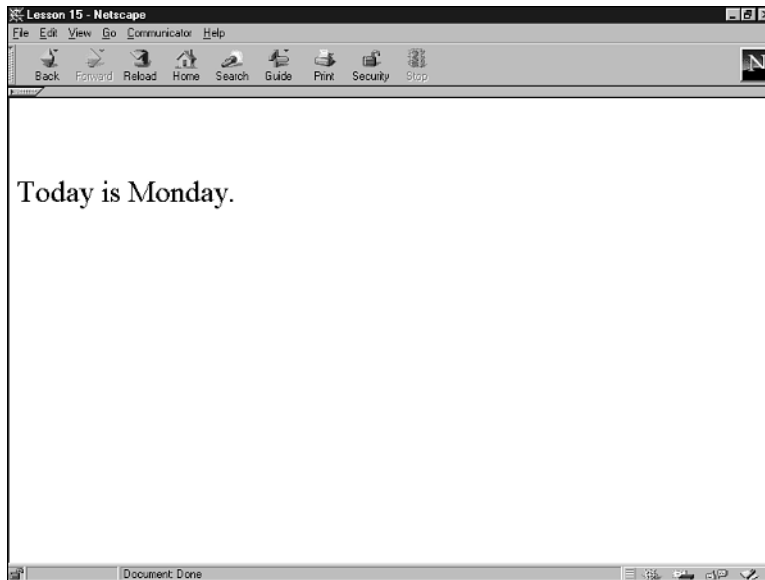 Lesson 15 - Netscape
File Edit View Go Communicator Help
Back Forward Reload Home Search Guide Print Security Stop
N
Today is Monday.
Document: Done